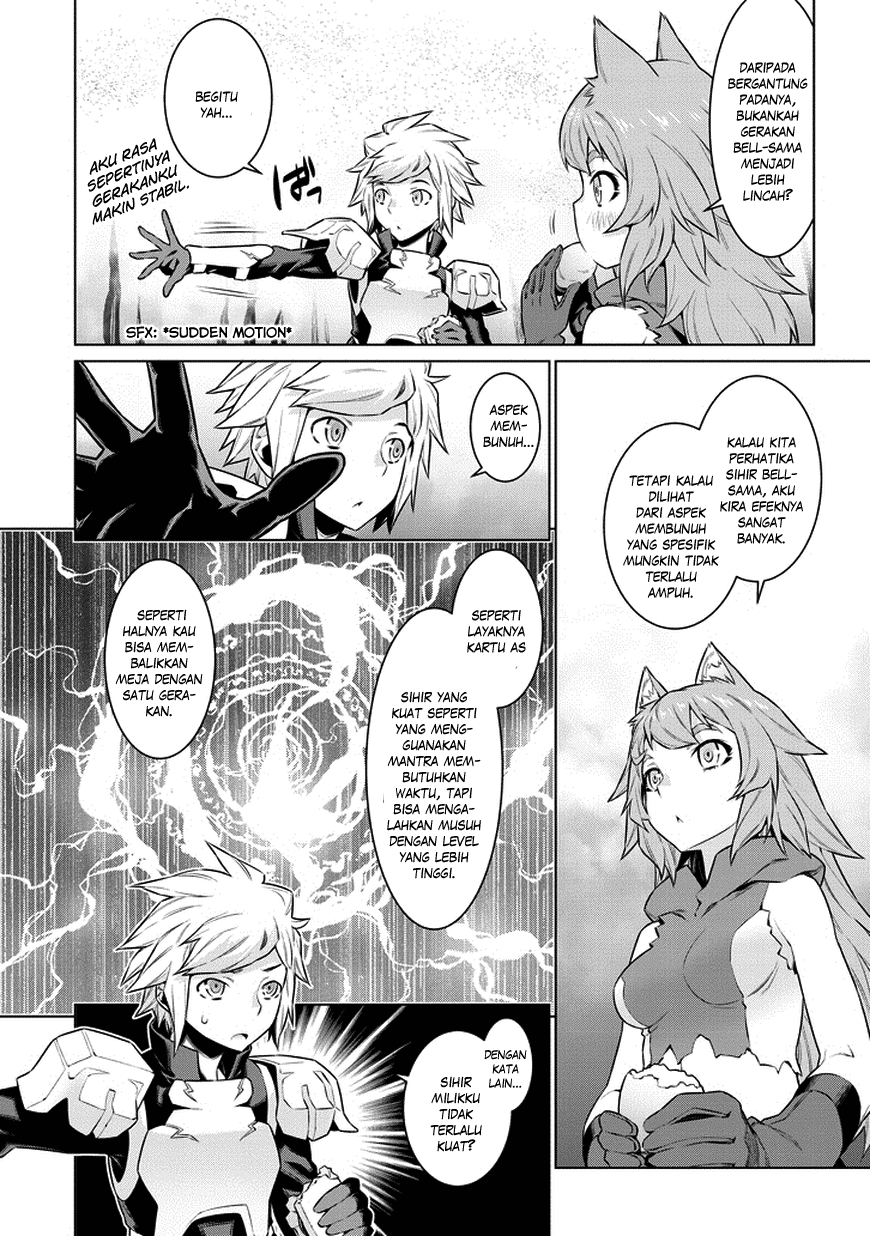 DARIPADA
BERGANTUNG
PADANYA,
BUKANKAH
GERAKAN
BELL-SAMA
MENJADI
LEBIH
LINCAH?
BEGITU
YAH...
AKU RASA
SEPERTINYA
GERAKANKU
MAKIN STABIL.
ばっ
SFX: *SUDDEN MOTION*
KALAU KITA
PERHATIKA
SIHIR BELL-
SAMA, AKU
KIRA EFEKNYA
SANGAT
BANYAK.
TETAPI KALAU
DILIHAT
DARI ASPEK
MEMBUNUH
YANG SPESIFIK
MUNGKIN TIDAK
TERLALU
AMPUH.
ASPEK
MEM-
BUNUH...
SEPERTI
LAYAKNYA
KARTU AS
SIHIR YANG
KUAT SEPERTI
YANG MENG-
GUANAKAN
MANTRA MEM-
BUTUHKAN
WAKTU, TAPI
BISA MENGA-
LAHKAN MUSUH
DENGAN LEVEL
YANG LEBIH
TINGGI.
SEPERTI
HALNYA KAU
BISA MEM-
BALIKKAN
MEJA DENGAN
SATU GERA-
KAN.
DENGAN
KATA
LAIN...
SIHIR
MILIKKU
TIDAK
TERLALU
KUAT?